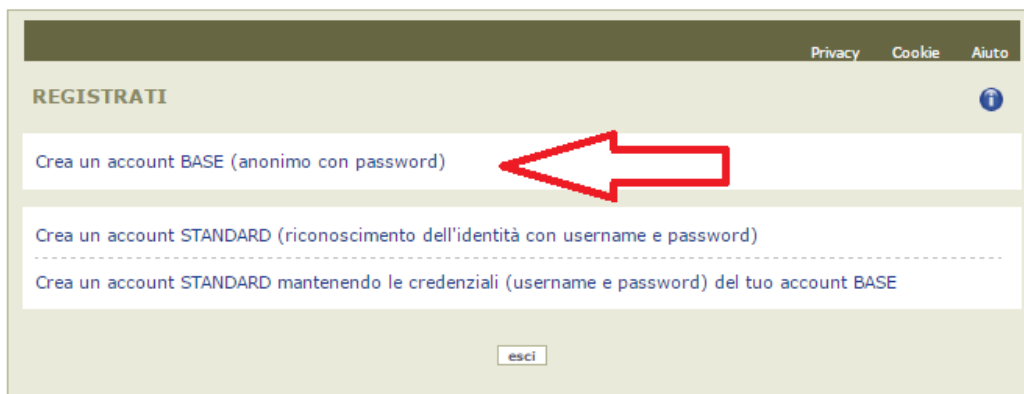 Privacy Cookie Aiuto
REGISTRATI
Crea un account BASE (anonimo con password)
Crea un account STANDARD (riconoscimento dell'identità con username e password)
Crea un account STANDARD mantenendo le credenziali (username e password) del tuo account BASE
esci